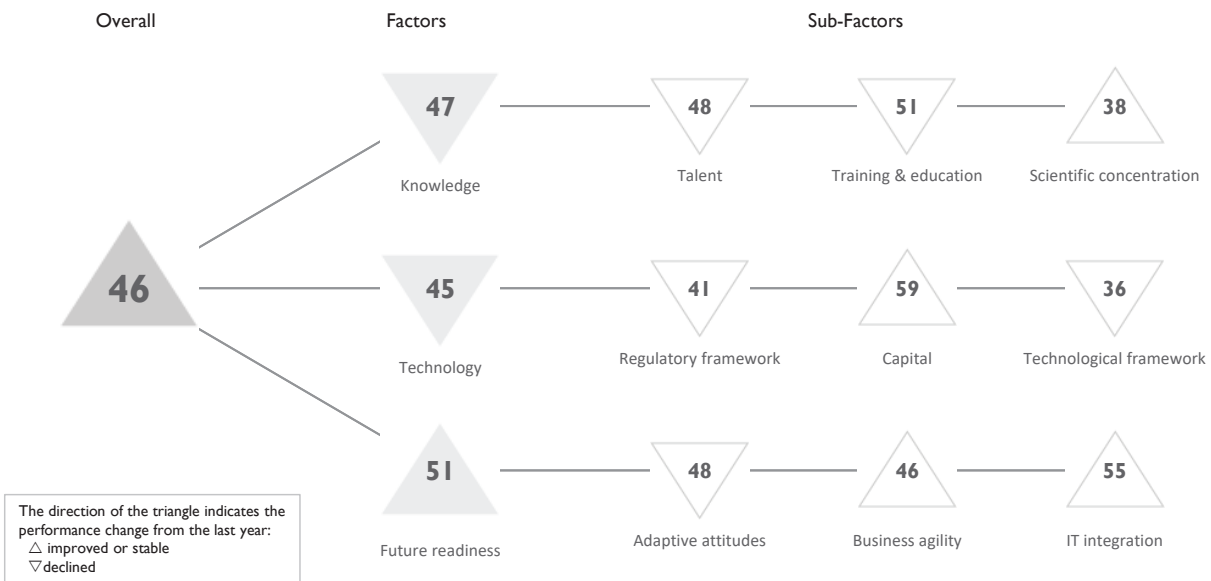 Overall Factors Sub-Factors
47 48 51 38
Knowledge Talent Training & education Scientific concentration
46
45 41 59 36
Technology Regulatory framework Capital Technological framework
51 48 46 55
Future readiness Adaptive attitudes Business agility IT integration
The direction of the triangle indicates the
performance change from the last year:
△ improved or stable
▽ declined